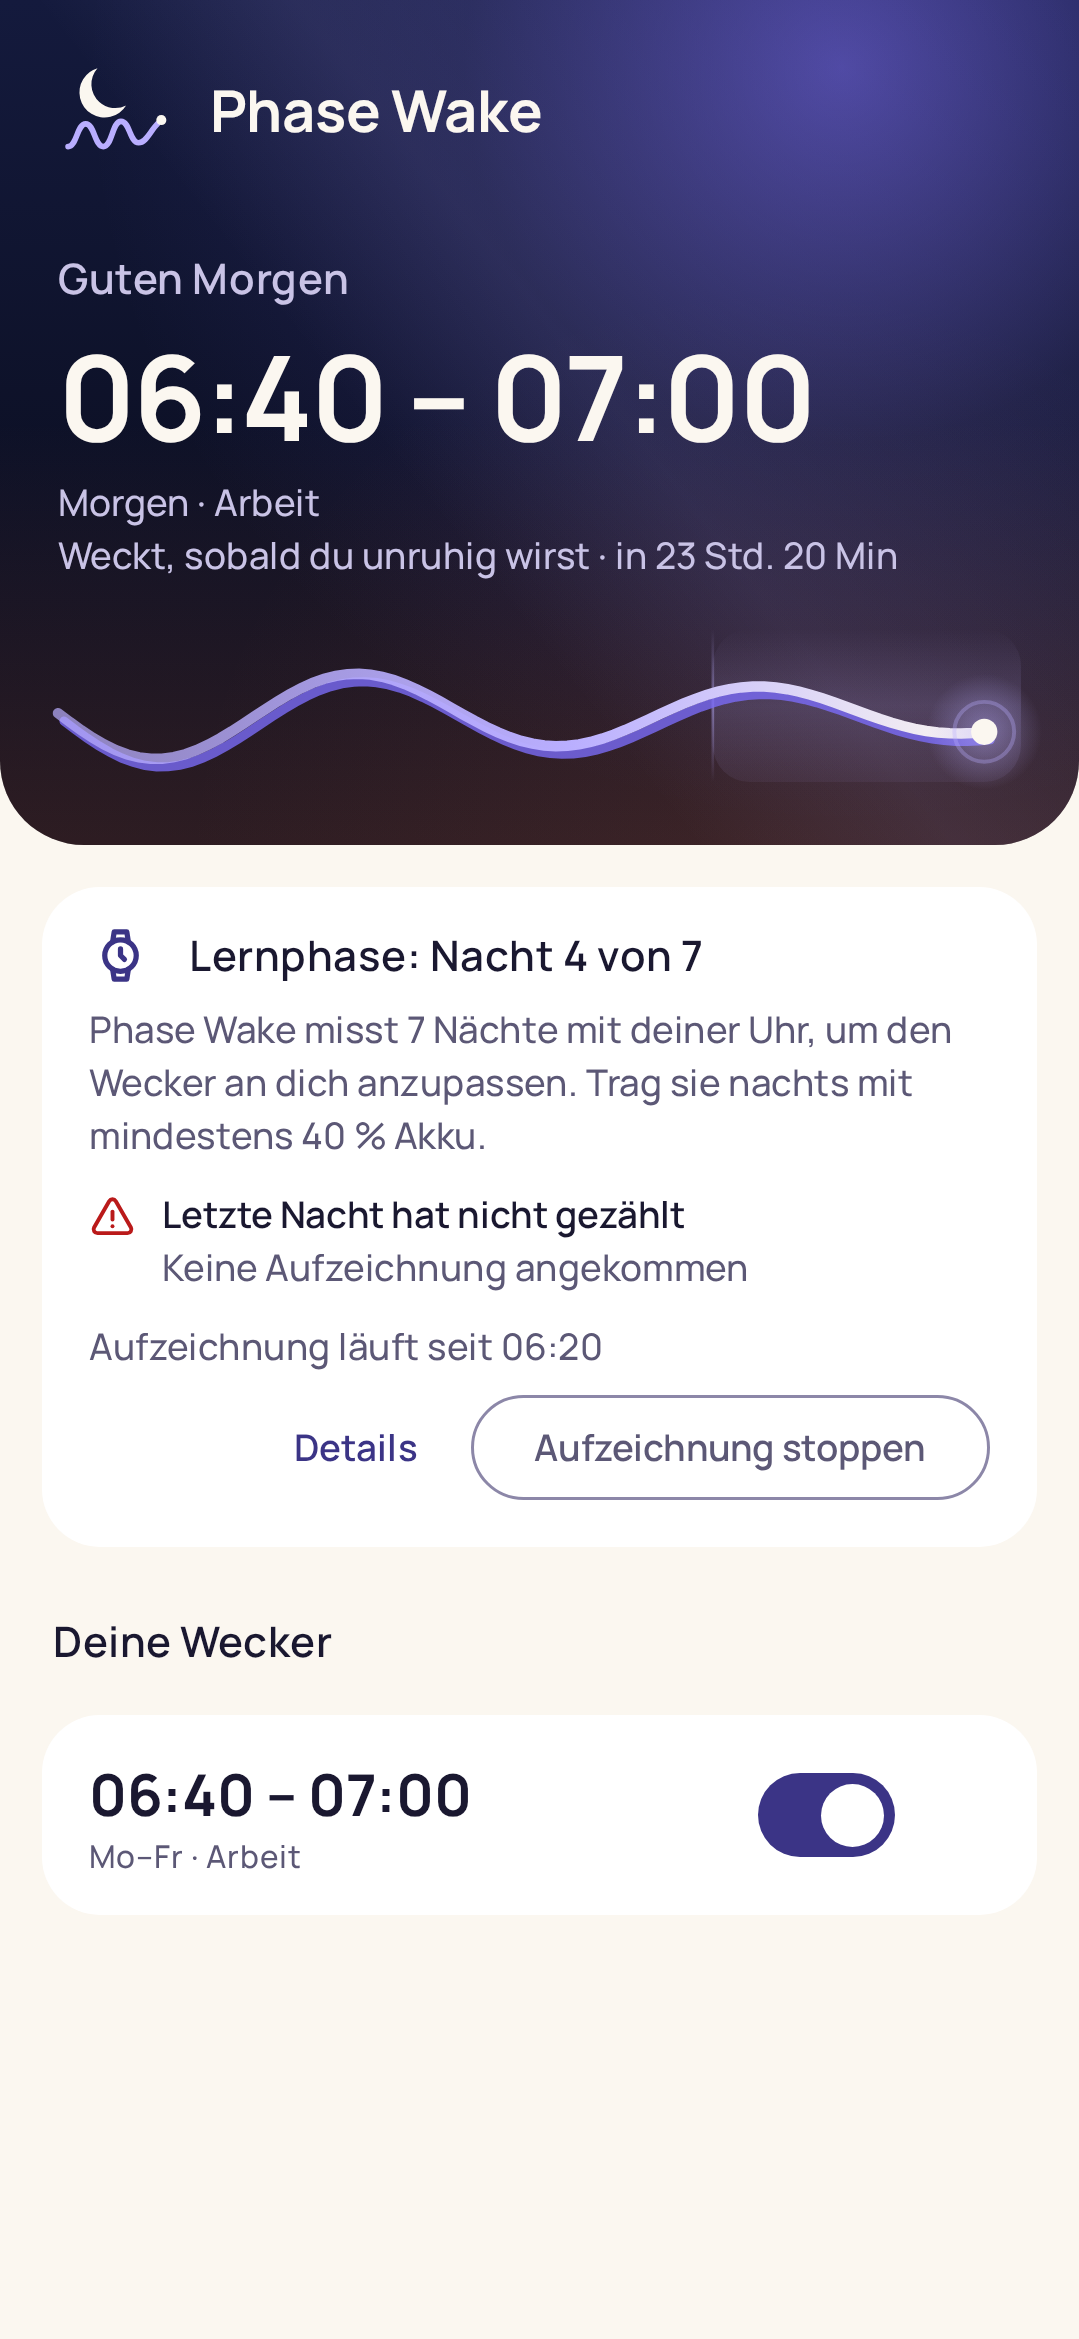 Phase Wake
Guten Morgen
06:40 – 07:00
Morgen · Arbeit
Weckt, sobald du unruhig wirst · in 23 Std. 20 Min
Lernphase: Nacht 4 von 7
Phase Wake misst 7 Nächte mit deiner Uhr, um den
Wecker an dich anzupassen. Trag sie nachts mit
mindestens 40 % Akku.
Letzte Nacht hat nicht gezählt
Keine Aufzeichnung angekommen
Aufzeichnung läuft seit 06:20
Details
Aufzeichnung stoppen
Deine Wecker
06:40 – 07:00
Mo–Fr · Arbeit